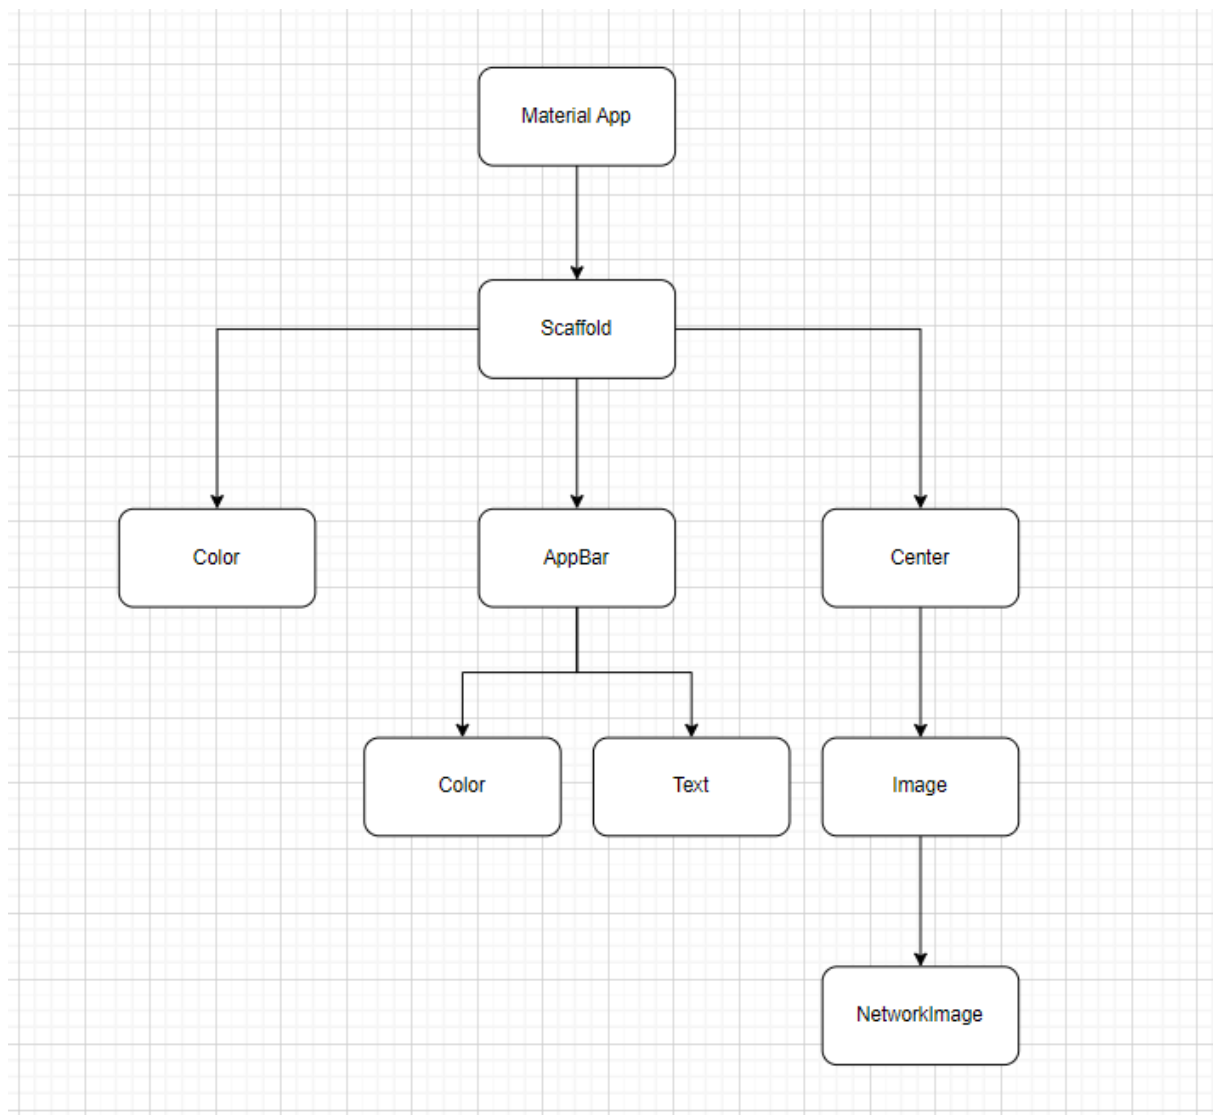 Material App
Scaffold
Color
AppBar
Center
Color
Text
Image
NetworkImage